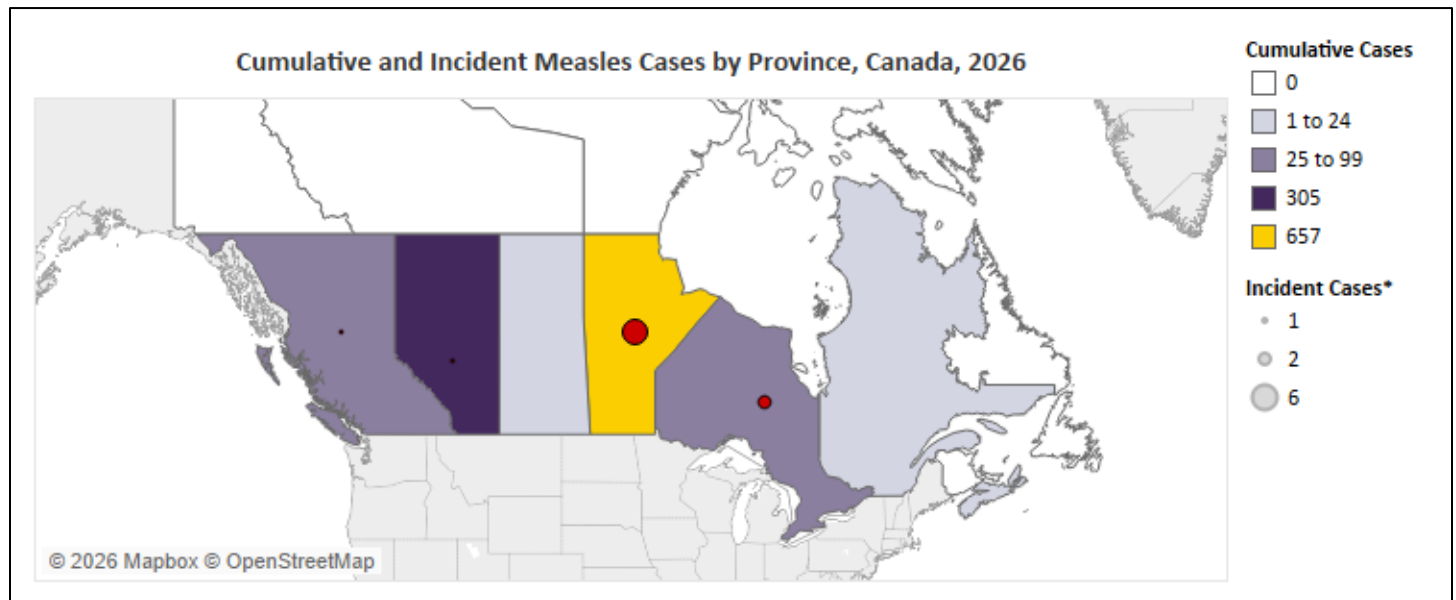 Cumulative and Incident Measles Cases by Province, Canada, 2026
Cumulative Cases
0
1 to 24
25 to 99
305
657
Incident Cases*
1
2
6
© 2026 Mapbox © OpenStreetMap